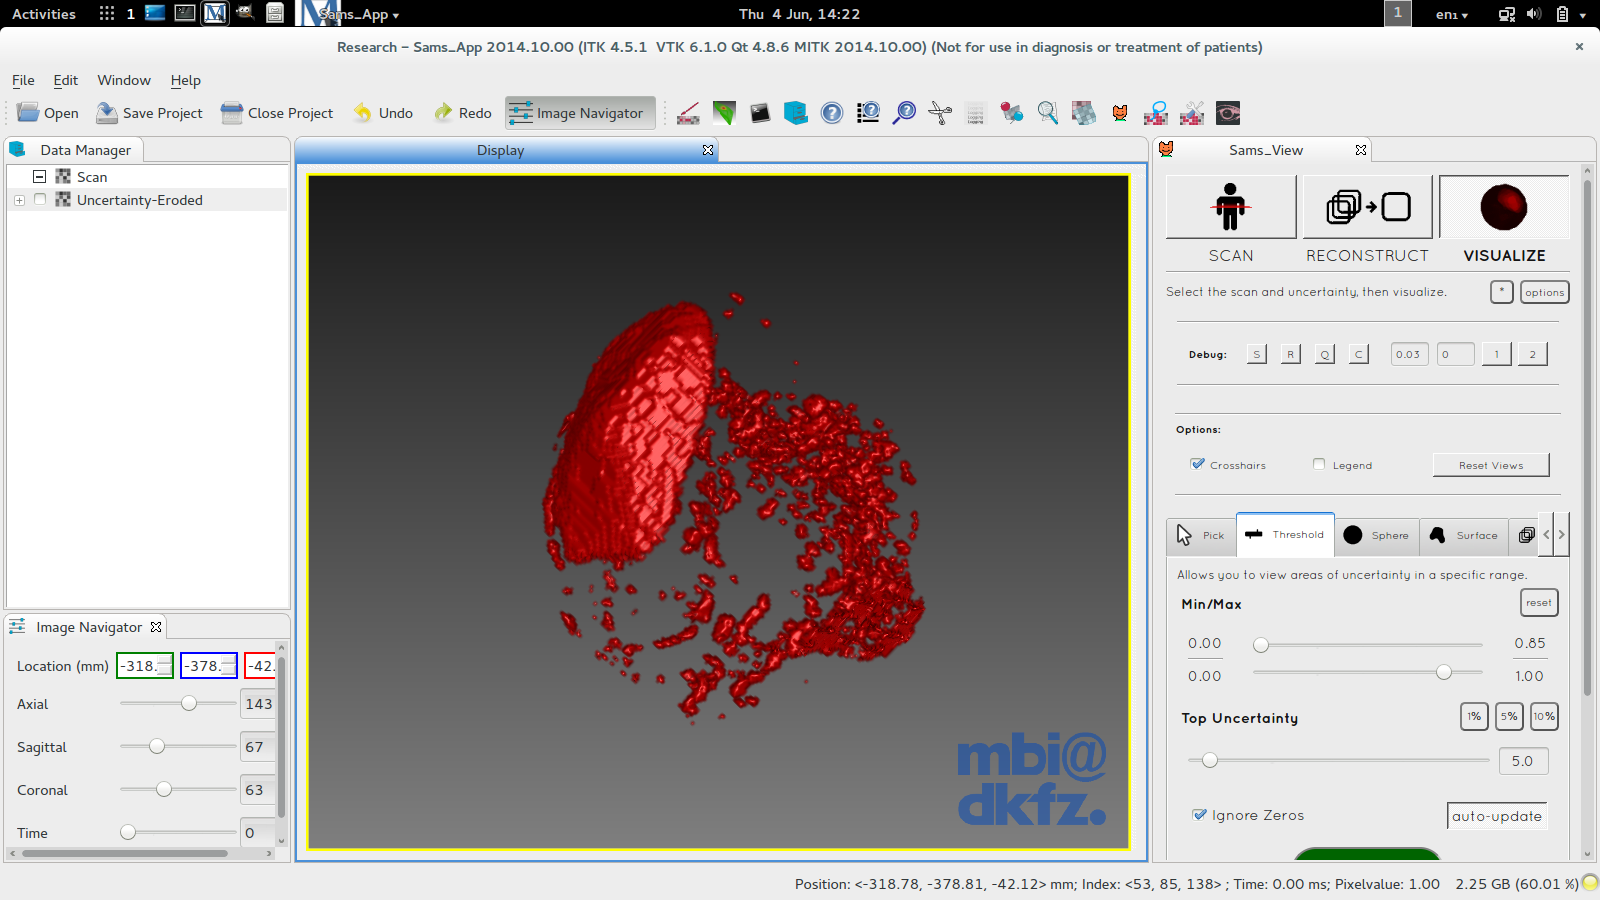 Activities 1 Sams_App Thu 4 Jun, 14:22 1 en₁
Research – Sams_App 2014.10.00 (ITK 4.5.1 VTK 6.1.0 Qt 4.8.6 MITK 2014.10.00) (Not for use in diagnosis or treatment of patients)
File Edit Window Help
Open Save Project Close Project Undo Redo Image Navigator
Data Manager
Scan
Uncertainty-Eroded
Display
Sams_View
SCAN RECONSTRUCT VISUALIZE
Select the scan and uncertainty, then visualize. * options
Debug: S R Q C 0.03 0 1 2
Options:
Crosshairs Legend Reset Views
Pick Threshold Sphere Surface
Allows you to view areas of uncertainty in a specific range.
Min/Max reset
0.00 0.85
0.00 1.00
Top Uncertainty 1% 5% 10%
5.0
Ignore Zeros auto-update
mbi@
dkfz.
Image Navigator
Location (mm) -318. -378. -42.
Axial 143
Sagittal 67
Coronal 63
Time 0
Position: <-318.78, -378.81, -42.12> mm; Index: <53, 85, 138> ; Time: 0.00 ms; Pixelvalue: 1.00 2.25 GB (60.01 %)